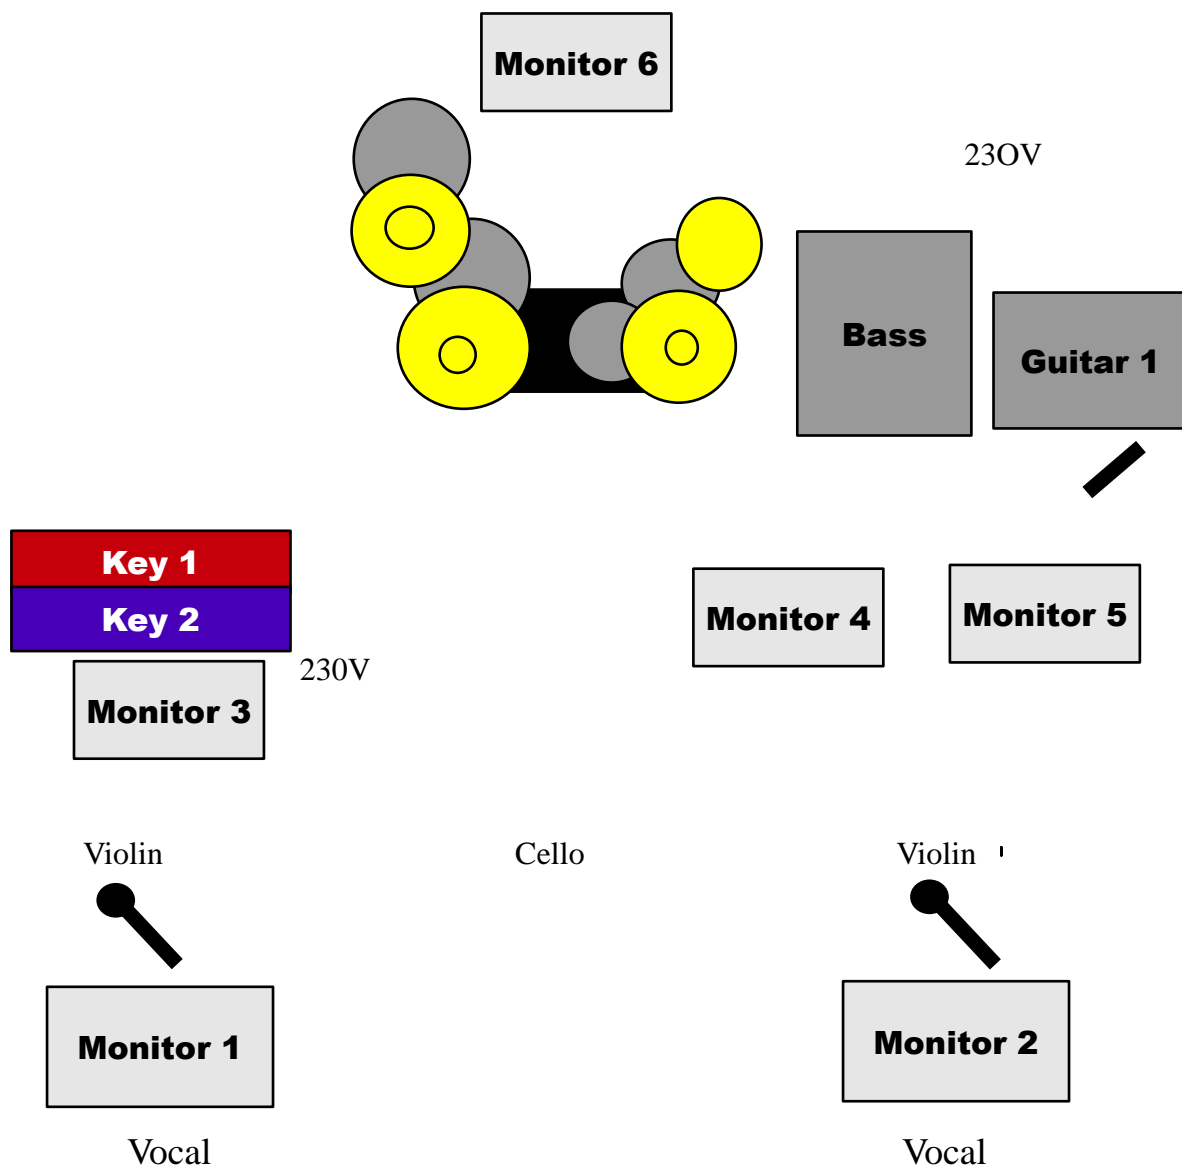 Monitor 6
23OV
Bass
Guitar 1
Key 1
Key 2
Monitor 4
Monitor 5
230V
Monitor 3
Violin
Cello
Violin
Monitor 1
Monitor 2
Vocal
Vocal